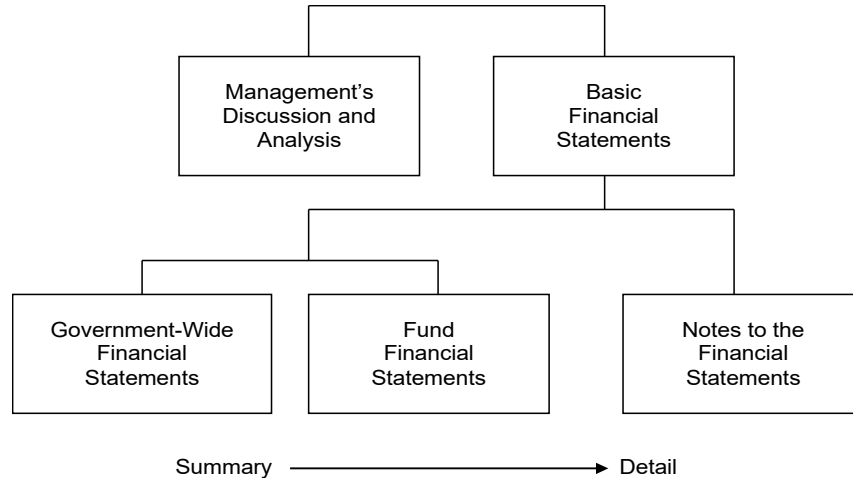 Management’s
Discussion and
Analysis
Basic
Financial
Statements
Government-Wide
Financial
Statements
Fund
Financial
Statements
Notes to the
Financial
Statements
Summary
Detail